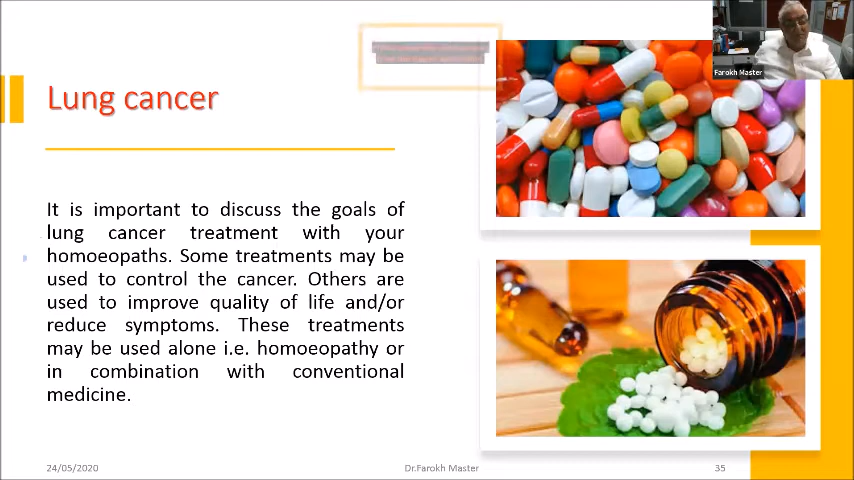 Farokh Master
Lung cancer
It is important to discuss the goals of
lung cancer treatment with your
homoeopaths. Some treatments may be
used to control the cancer. Others are
used to improve quality of life and/or
reduce symptoms. These treatments
may be used alone i.e. homoeopathy or
in combination with conventional
medicine.
24/05/2020
Dr.Farokh Master
35